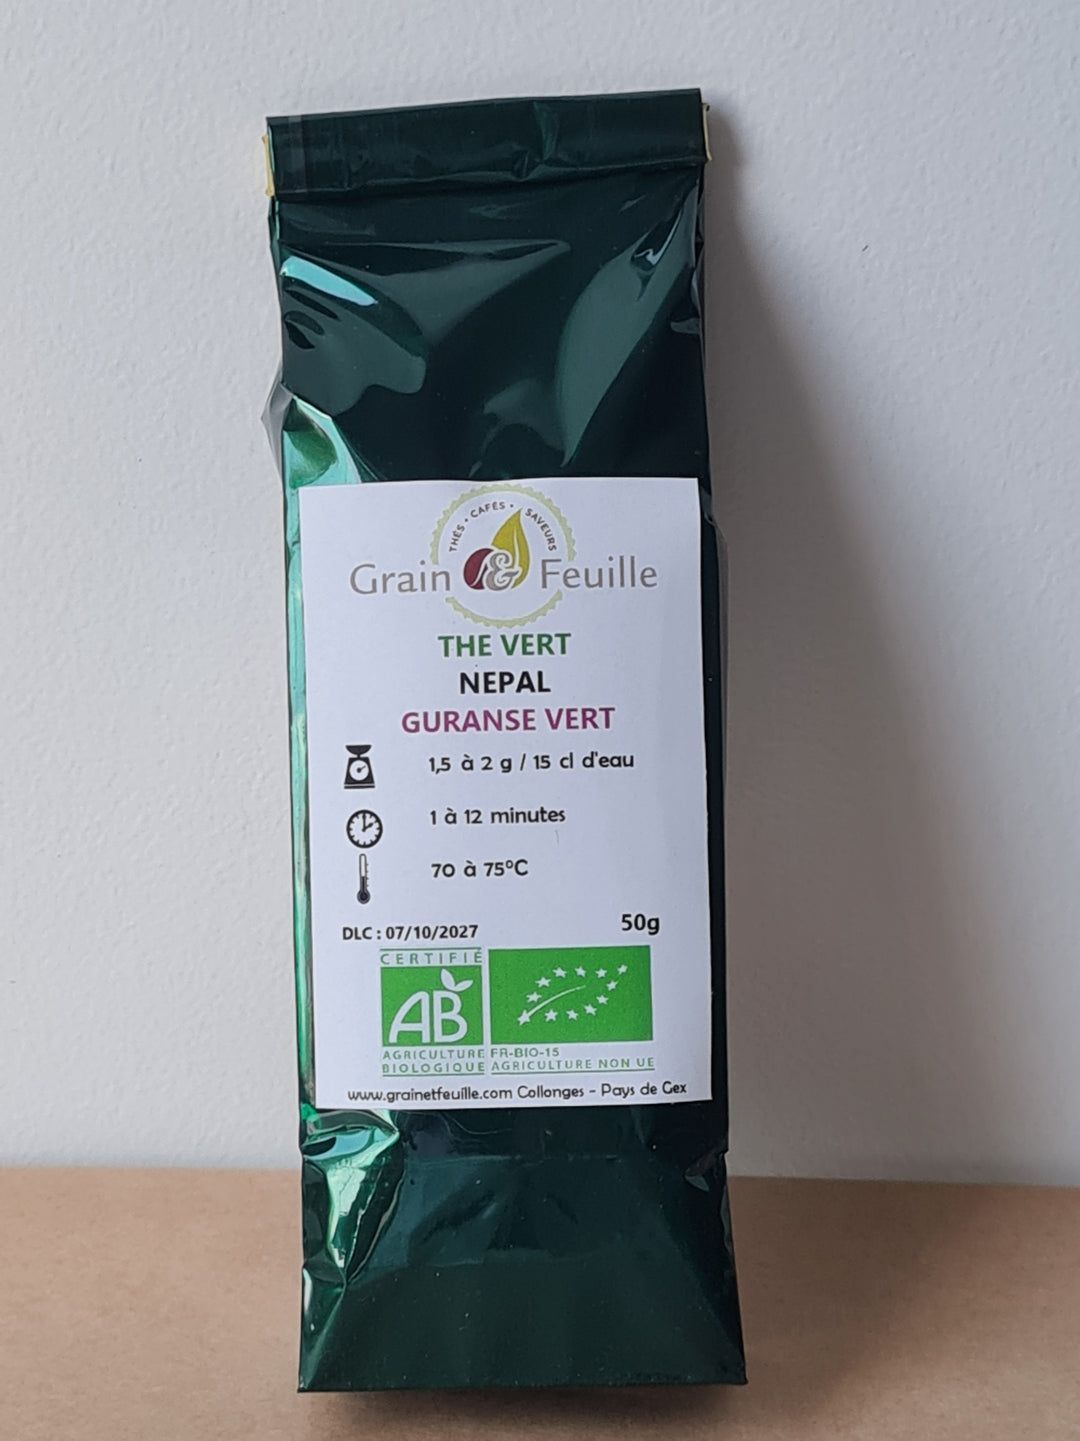 THÉS • CAFÉS • SAVEURS
Grain & Feuille
THE VERT
NEPAL
GURANSE VERT
1,5 à 2 g / 15 cl d'eau
1 à 12 minutes
70 à 75°C
50g
DLC : 07/10/2027
CERTIFIÉ
AB
AGRICULTURE
BIOLOGIQUE
FR-BIO-15
AGRICULTURE NON UE
www.grainetfeuille.com Collonges - Pays de Gex